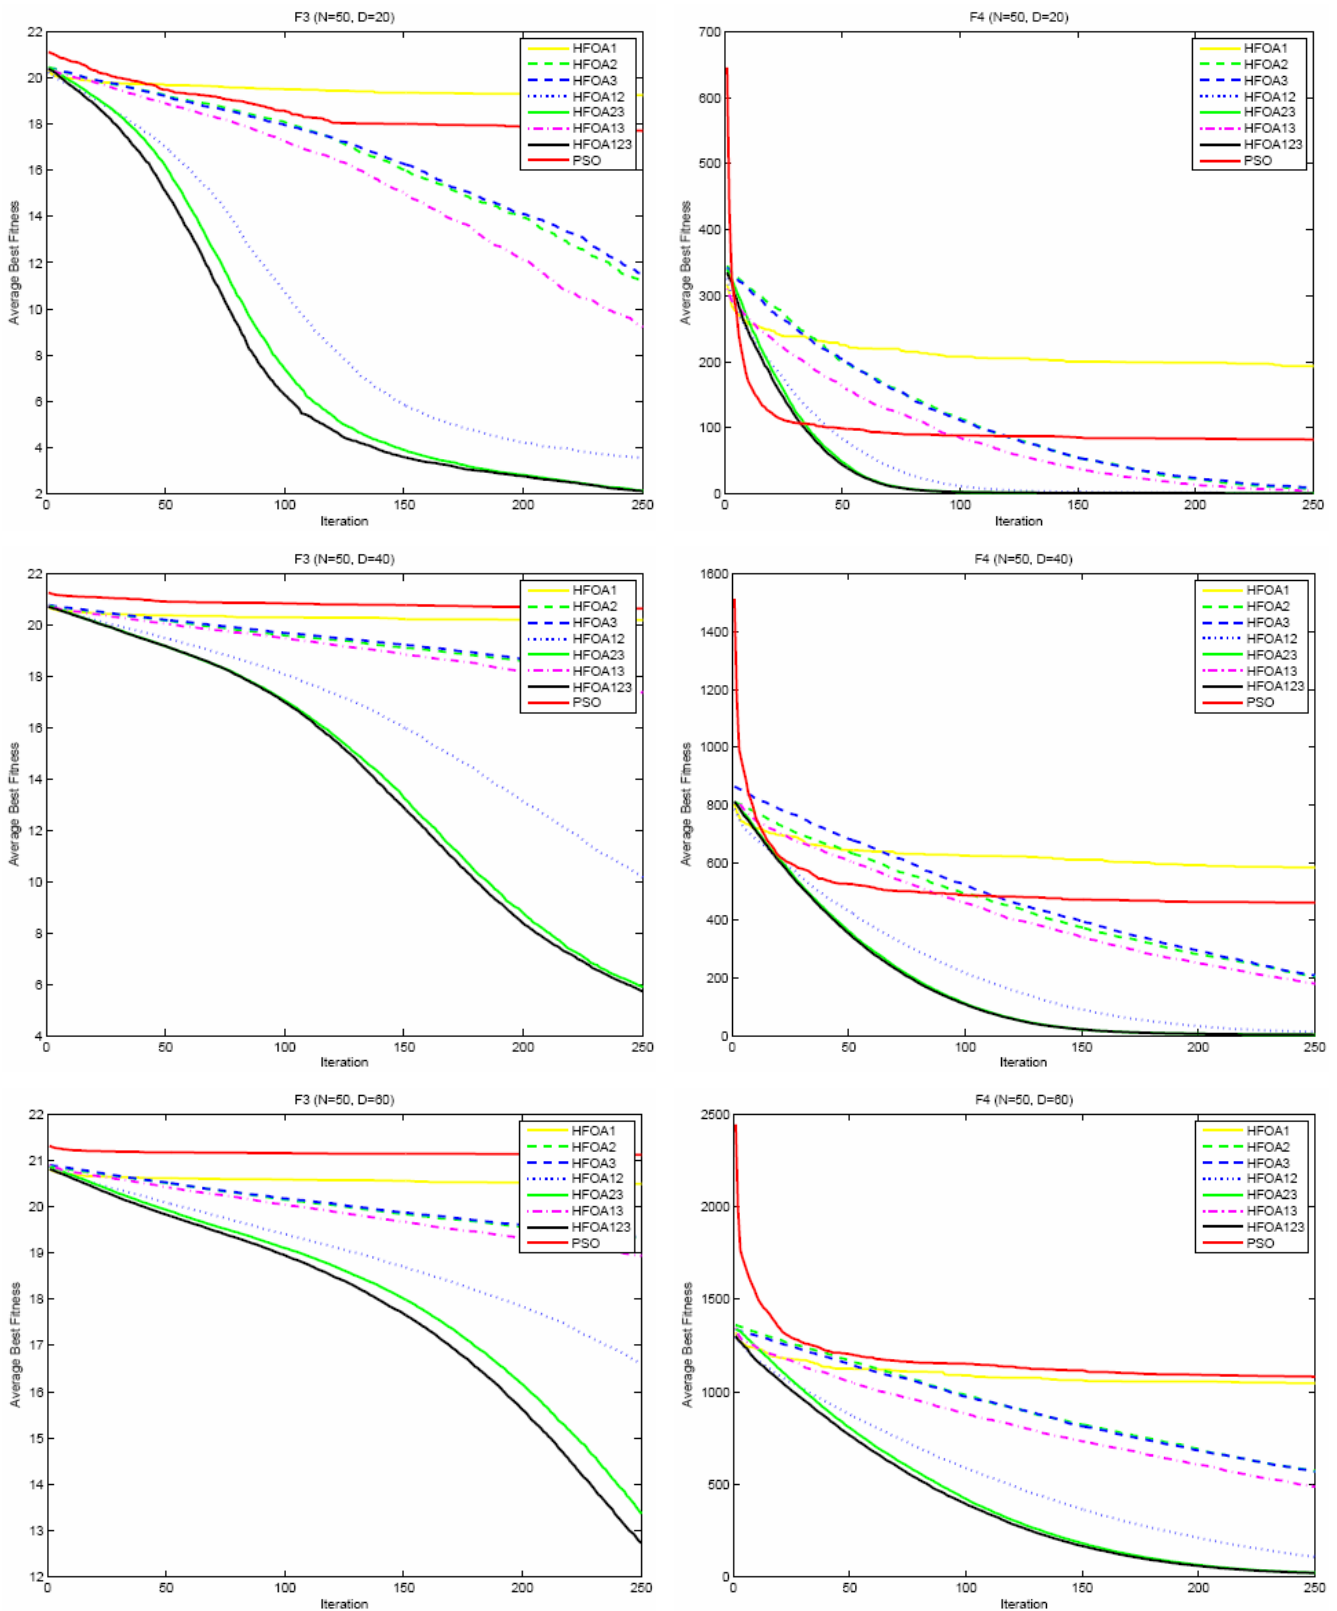 F3 (N=50, D=20)
22
20
18
16
14
12
10
8
6
4
2
0
50
100
150
200
250
Average Best Fitness
Iteration
HFOA1
HFOA2
HFOA3
HFOA12
HFOA23
HFOA13
HFOA123
PSO
F4 (N=50, D=20)
700
600
500
400
300
200
100
0
0
50
100
150
200
250
Average Best Fitness
Iteration
HFOA1
HFOA2
HFOA3
HFOA12
HFOA23
HFOA13
HFOA123
PSO
F3 (N=50, D=40)
22
20
18
16
14
12
10
8
6
4
0
50
100
150
200
250
Average Best Fitness
Iteration
HFOA1
HFOA2
HFOA3
HFOA12
HFOA23
HFOA13
HFOA123
PSO
F4 (N=50, D=40)
1600
1400
1200
1000
800
600
400
200
0
0
50
100
150
200
250
Average Best Fitness
Iteration
HFOA1
HFOA2
HFOA3
HFOA12
HFOA23
HFOA13
HFOA123
PSO
F3 (N=50, D=60)
22
21
20
19
18
17
16
15
14
13
12
0
50
100
150
200
250
Average Best Fitness
Iteration
HFOA1
HFOA2
HFOA3
HFOA12
HFOA23
HFOA13
HFOA123
PSO
F4 (N=50, D=60)
2500
2000
1500
1000
500
0
0
50
100
150
200
250
Average Best Fitness
Iteration
HFOA1
HFOA2
HFOA3
HFOA12
HFOA23
HFOA13
HFOA123
PSO